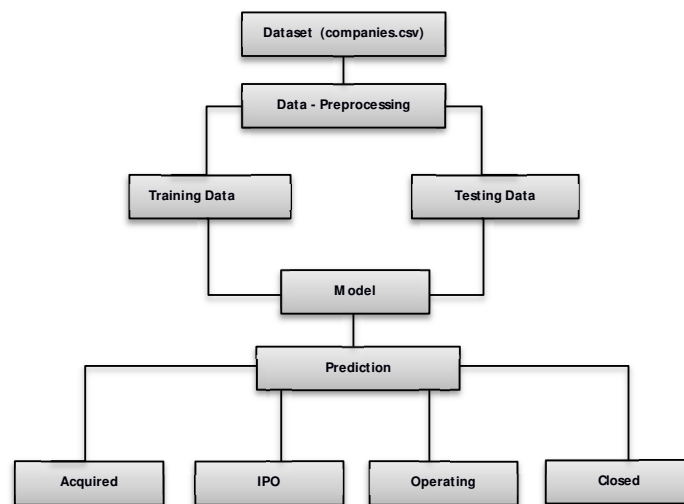 Dataset (companies.csv)
Data - Preprocessing
Training Data
Testing Data
Model
Prediction
Acquired
IPO
Operating
Closed